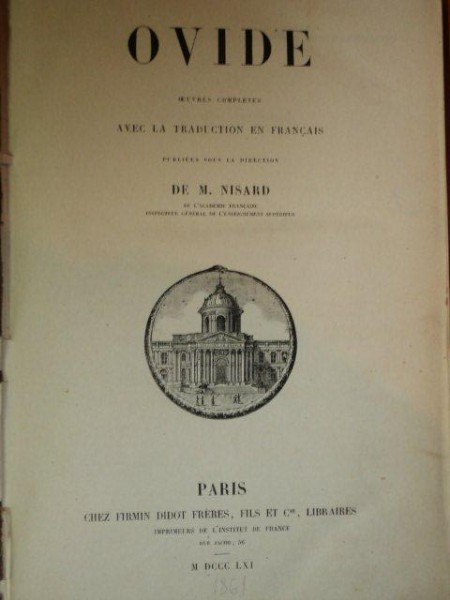 OVIDE
ŒUVRES COMPLÈTES
AVEC LA TRADUCTION EN FRANÇAIS
PUBLIÉES SOUS LA DIRECTION
DE M. NISARD
DE L'ACADÉMIE FRANÇAISE
INSPECTEUR GÉNÉRAL DE L'ENSEIGNEMENT SUPÉRIEUR
PARIS
CHEZ FIRMIN DIDOT FRÈRES, FILS ET Cie, LIBRAIRES
IMPRIMEURS DE L'INSTITUT DE FRANCE
RUE JACOB, 56
M DCCC LXI
1861